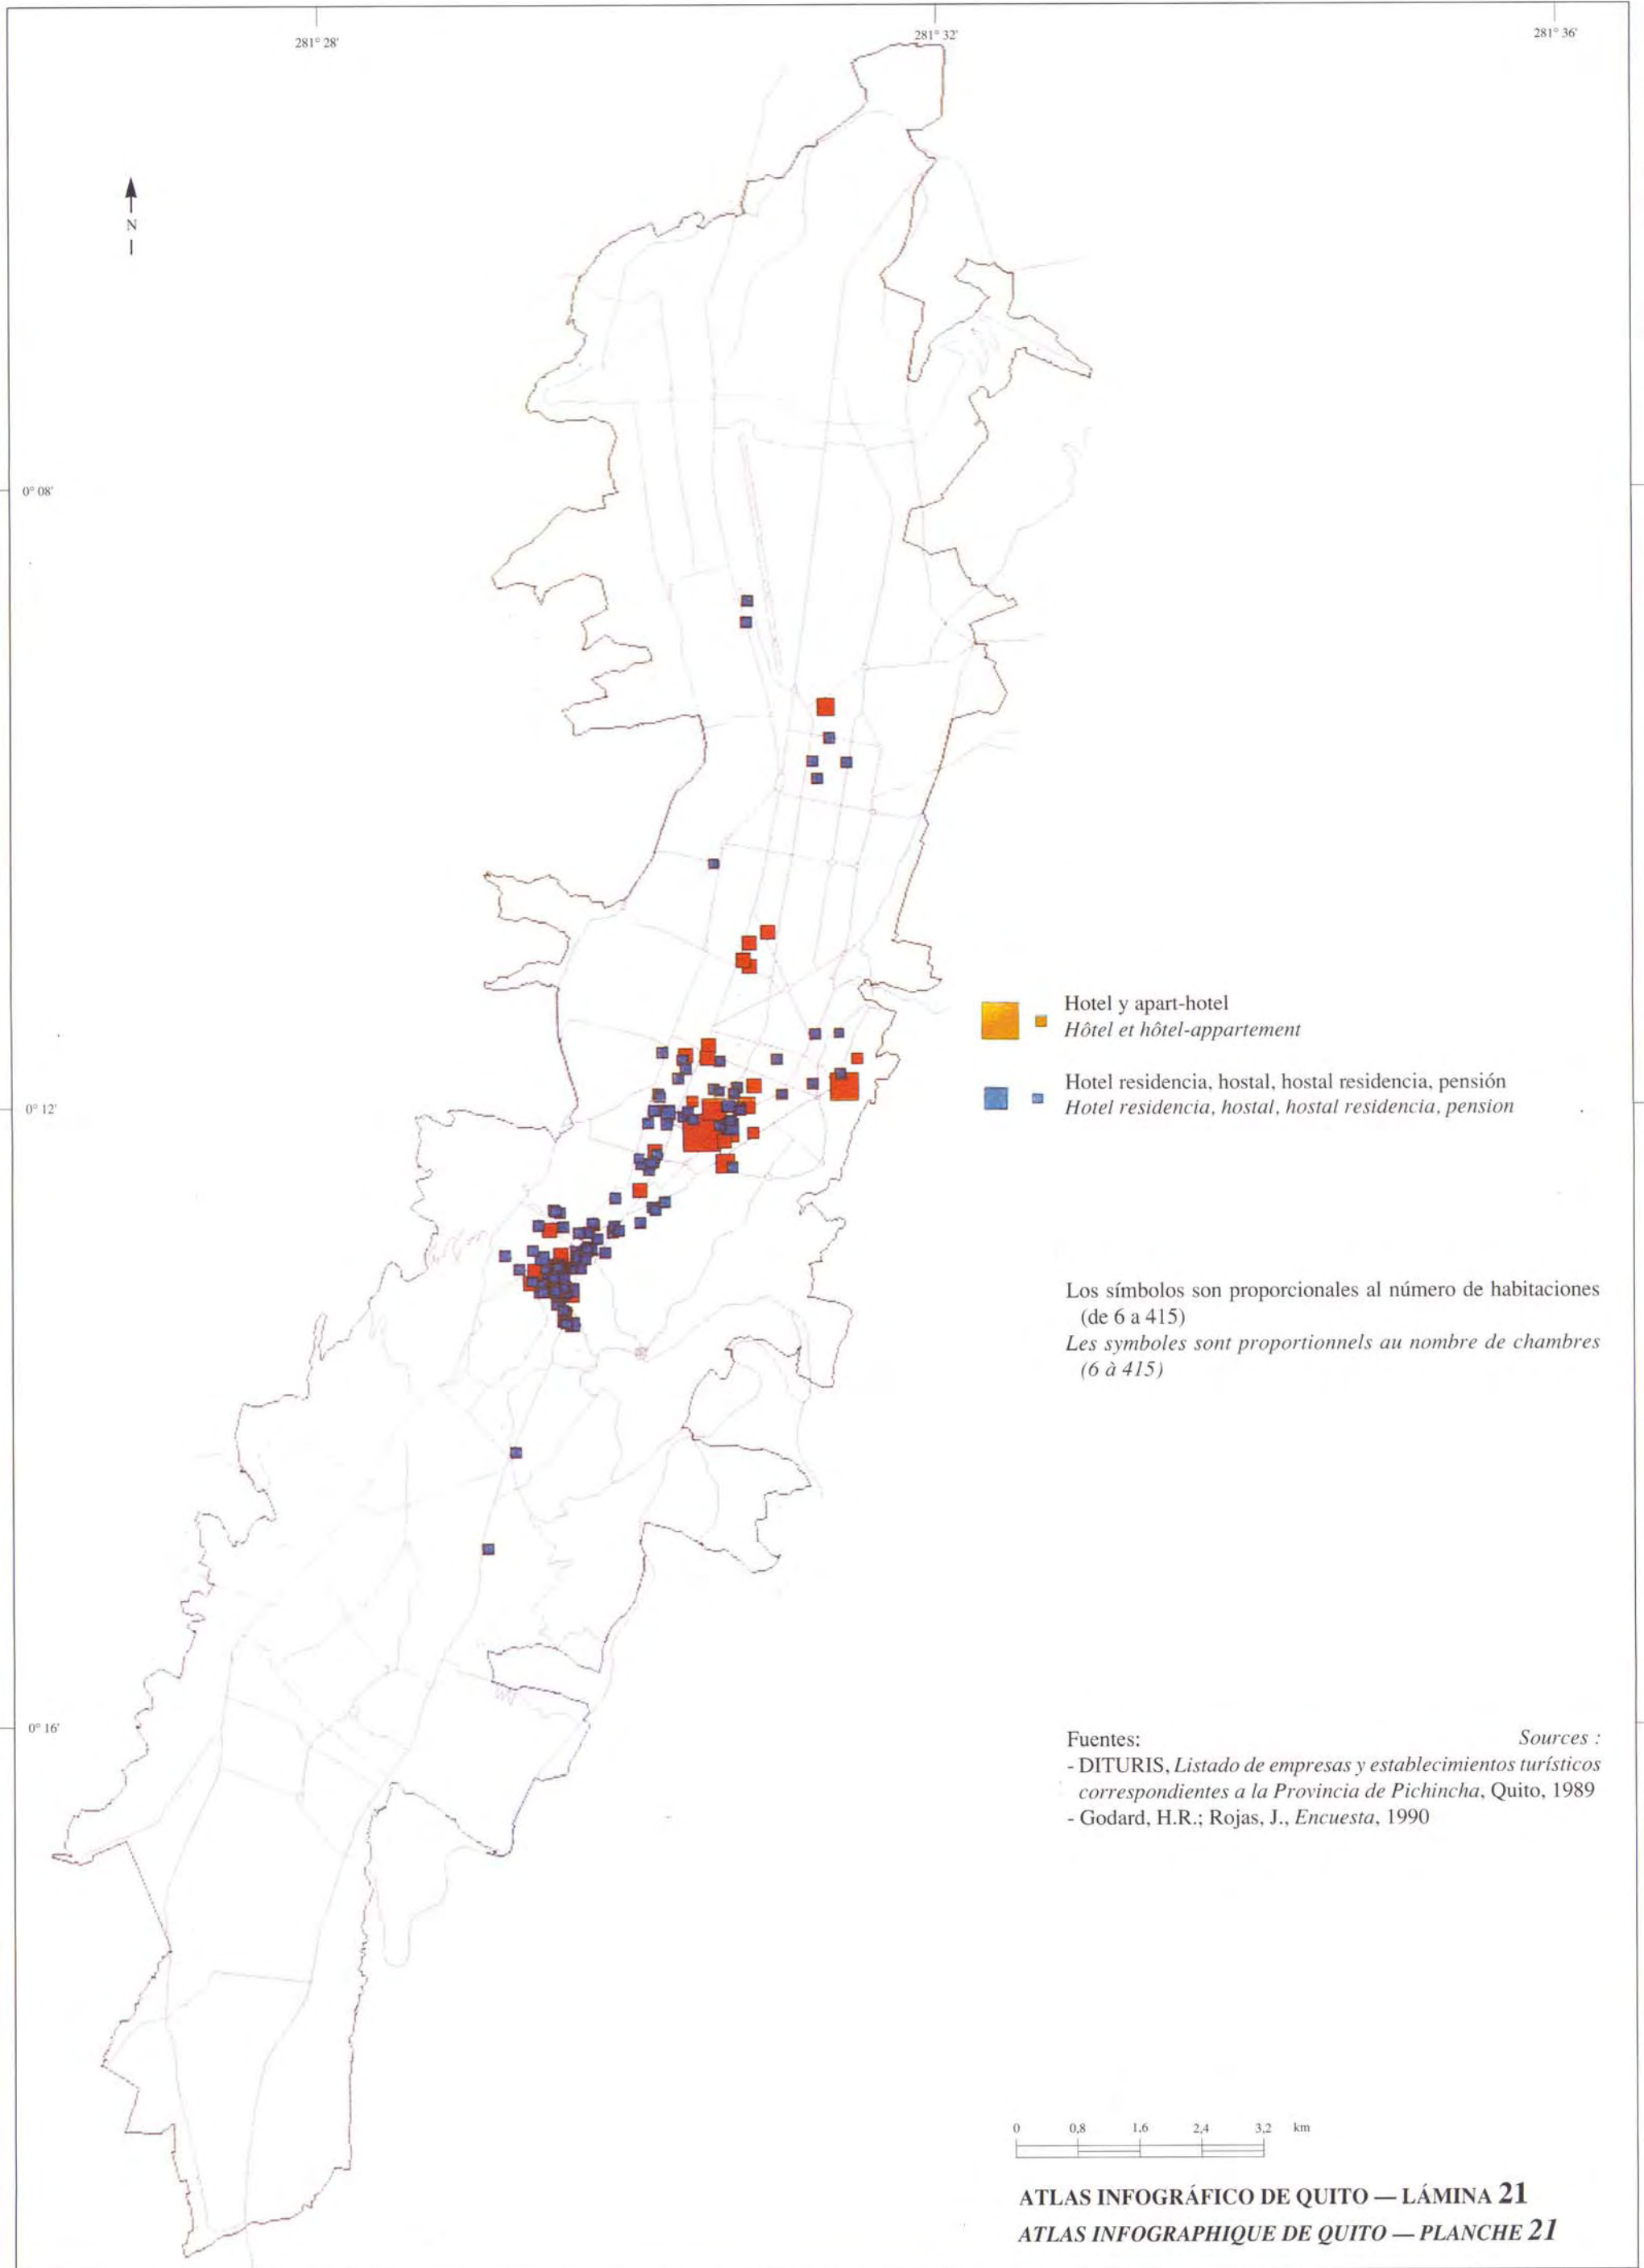 281° 28'
281° 32'
281° 36'
N
0° 08'
Hotel y apart-hotel
Hôtel et hôtel-appartement
Hotel residencia, hostal, hostal residencia, pensión
Hotel residencia, hostal, hostal residencia, pension
0° 12'
Los símbolos son proporcionales al número de habitaciones
(de 6 a 415)
Les symboles sont proportionnels au nombre de chambres
(6 à 415)
0° 16'
Fuentes: Sources :
- DITURIS, Listado de empresas y establecimientos turísticos
correspondientes a la Provincia de Pichincha, Quito, 1989
- Godard, H.R.; Rojas, J., Encuesta, 1990
0 0,8 1,6 2,4 3,2 km
ATLAS INFOGRÁFICO DE QUITO — LÁMINA 21
ATLAS INFOGRAPHIQUE DE QUITO — PLANCHE 21